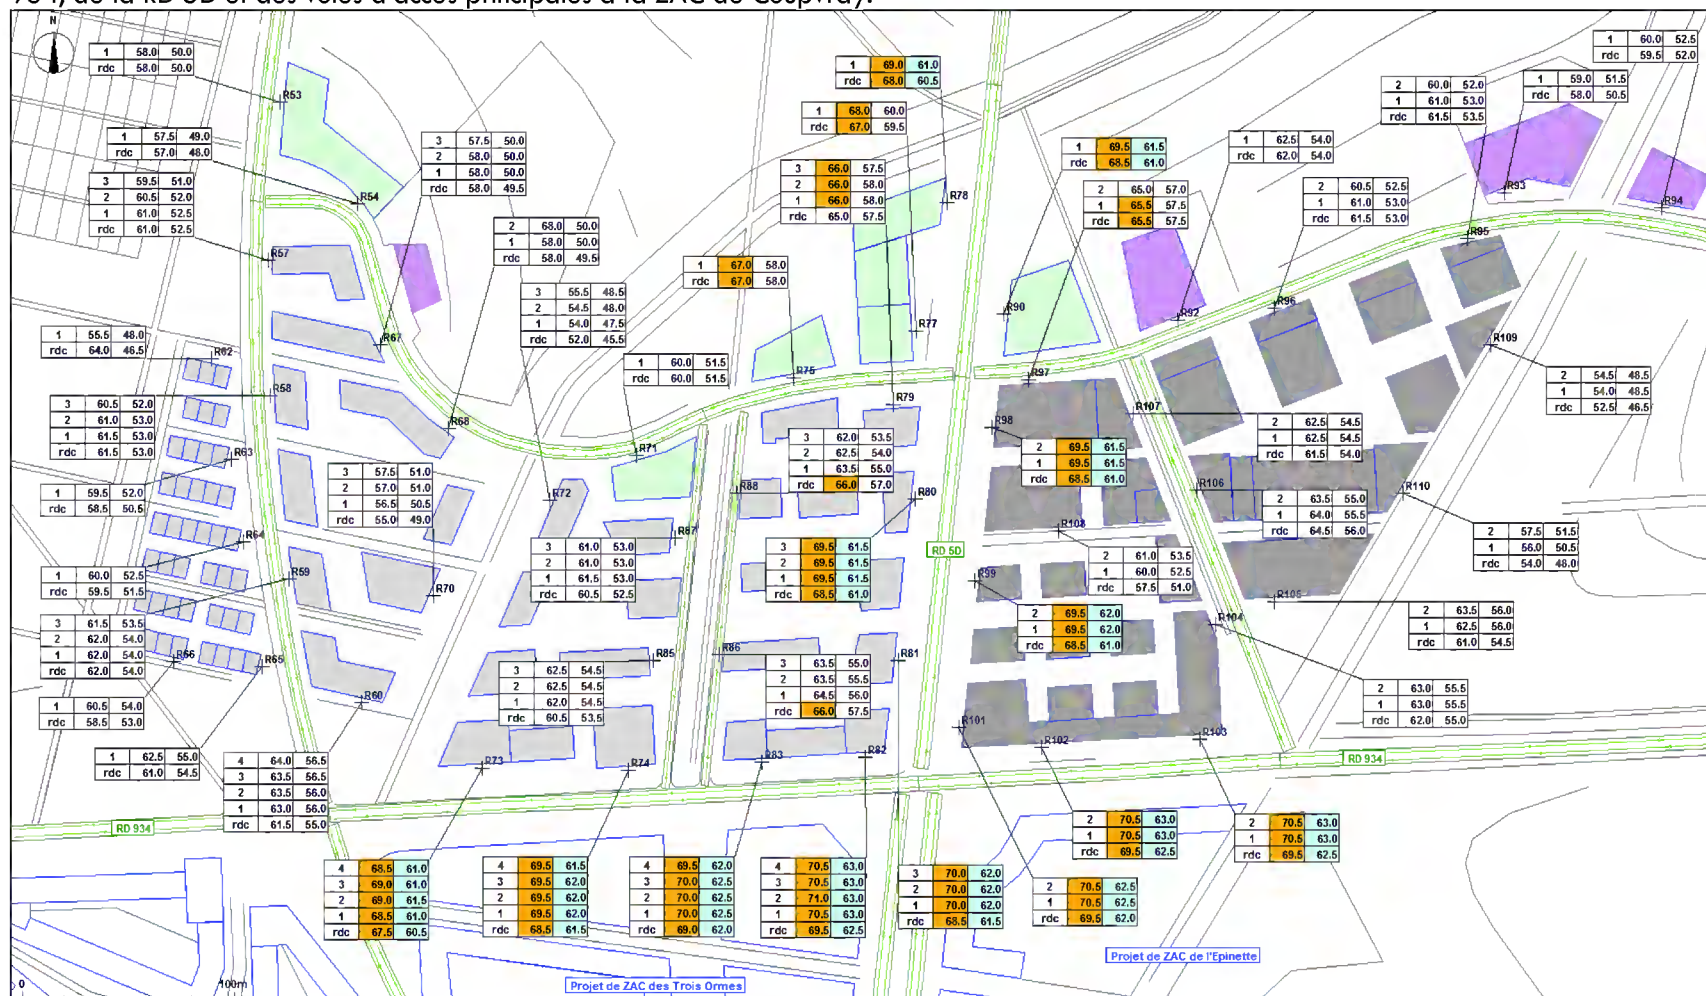 N
1 58.0 50.0
rdc 58.0 50.0
R53
1 57.5 49.0
rdc 57.0 48.0
R54
3 59.5 51.0
2 60.5 52.0
1 61.0 52.5
rdc 61.0 52.5
R57
3 57.5 50.0
2 58.0 50.0
1 58.0 50.0
rdc 58.0 49.5
R67
2 68.0 50.0
1 58.0 50.0
rdc 58.0 49.5
R68
3 55.5 48.5
2 54.5 48.0
1 54.0 47.5
rdc 52.0 45.5
R72
1 69.0 61.0
rdc 68.0 60.5
R78
1 68.0 60.0
rdc 67.0 59.5
R77
3 66.0 57.5
2 66.0 58.0
1 66.0 58.0
rdc 65.0 57.5
R79
1 67.0 58.0
rdc 67.0 58.0
R75
1 60.0 51.5
rdc 60.0 51.5
R71
1 69.5 61.5
rdc 68.5 61.0
R90
2 65.0 57.0
1 65.5 57.5
rdc 65.5 57.5
R97
1 62.5 54.0
rdc 62.0 54.0
R92
2 60.5 52.5
1 61.0 53.0
rdc 61.5 53.0
R96
2 60.0 52.0
1 61.0 53.0
rdc 61.5 53.5
R95
1 59.0 51.5
rdc 58.0 50.5
R93
1 60.0 52.5
rdc 59.5 52.0
R94
1 55.5 48.0
rdc 64.0 46.5
R62
3 60.5 52.0
2 61.0 53.0
1 61.5 53.0
rdc 61.5 53.0
R58
R63
1 59.5 52.0
rdc 58.5 50.5
R64
1 60.0 52.5
rdc 59.5 51.5
R59
3 61.5 53.5
2 62.0 54.0
1 62.0 54.0
rdc 62.0 54.0
R66
1 60.5 54.0
rdc 58.5 53.0
R65
1 62.5 55.0
rdc 61.0 54.5
R60
4 64.0 56.5
3 63.5 56.5
2 63.5 56.0
1 63.0 56.0
rdc 61.5 55.0
3 57.5 51.0
2 57.0 51.0
1 56.5 50.5
rdc 55.0 49.0
R70
R87
3 61.0 53.0
2 61.0 53.0
1 61.5 53.0
rdc 60.5 52.5
R88
3 62.0 53.5
2 62.5 54.0
1 63.5 55.0
rdc 66.0 57.0
R80
3 69.5 61.5
2 69.5 61.5
1 69.5 61.5
rdc 68.5 61.0
R85
3 62.5 54.5
2 62.5 54.5
1 62.0 54.5
rdc 60.5 53.5
R86
3 63.5 55.0
2 63.5 55.5
1 64.5 56.0
rdc 66.0 57.5
R81
R98
2 69.5 61.5
1 69.5 61.5
rdc 68.5 61.0
R107
2 62.5 54.5
1 62.5 54.5
rdc 61.5 54.0
R106
2 63.5 55.0
1 64.0 55.5
rdc 64.5 56.0
R109
2 54.5 48.5
1 54.0 48.5
rdc 52.5 46.5
R110
2 57.5 51.5
1 56.0 50.5
rdc 54.0 48.0
R108
2 61.0 53.5
1 60.0 52.5
rdc 57.5 51.0
RD 5D
R99
2 69.5 62.0
1 69.5 62.0
rdc 68.5 61.0
R105
2 63.5 56.0
1 62.5 56.0
rdc 61.0 54.5
R104
2 63.0 55.5
1 63.0 55.5
rdc 62.0 55.0
R101
R102
R103
R73
R74
R83
R82
RD 934
RD 934
4 68.5 61.0
3 69.0 61.0
2 69.0 61.5
1 68.5 61.0
rdc 67.5 60.5
4 69.5 61.5
3 69.5 62.0
2 69.5 62.0
1 69.5 62.0
rdc 68.5 61.5
4 69.5 62.0
3 70.0 62.5
2 70.0 62.5
1 70.0 62.5
rdc 69.0 62.0
4 70.5 63.0
3 70.5 63.0
2 71.0 63.0
1 70.5 63.0
rdc 69.5 62.5
3 70.0 62.0
2 70.0 62.0
1 70.0 62.0
rdc 68.5 61.5
2 70.5 62.5
1 70.5 62.5
rdc 69.5 62.0
2 70.5 63.0
1 70.5 63.0
rdc 69.5 62.5
2 70.5 63.0
1 70.5 63.0
rdc 69.5 62.5
Projet de ZAC de l'Epinette
Projet de ZAC des Trois Ormes
0 100m